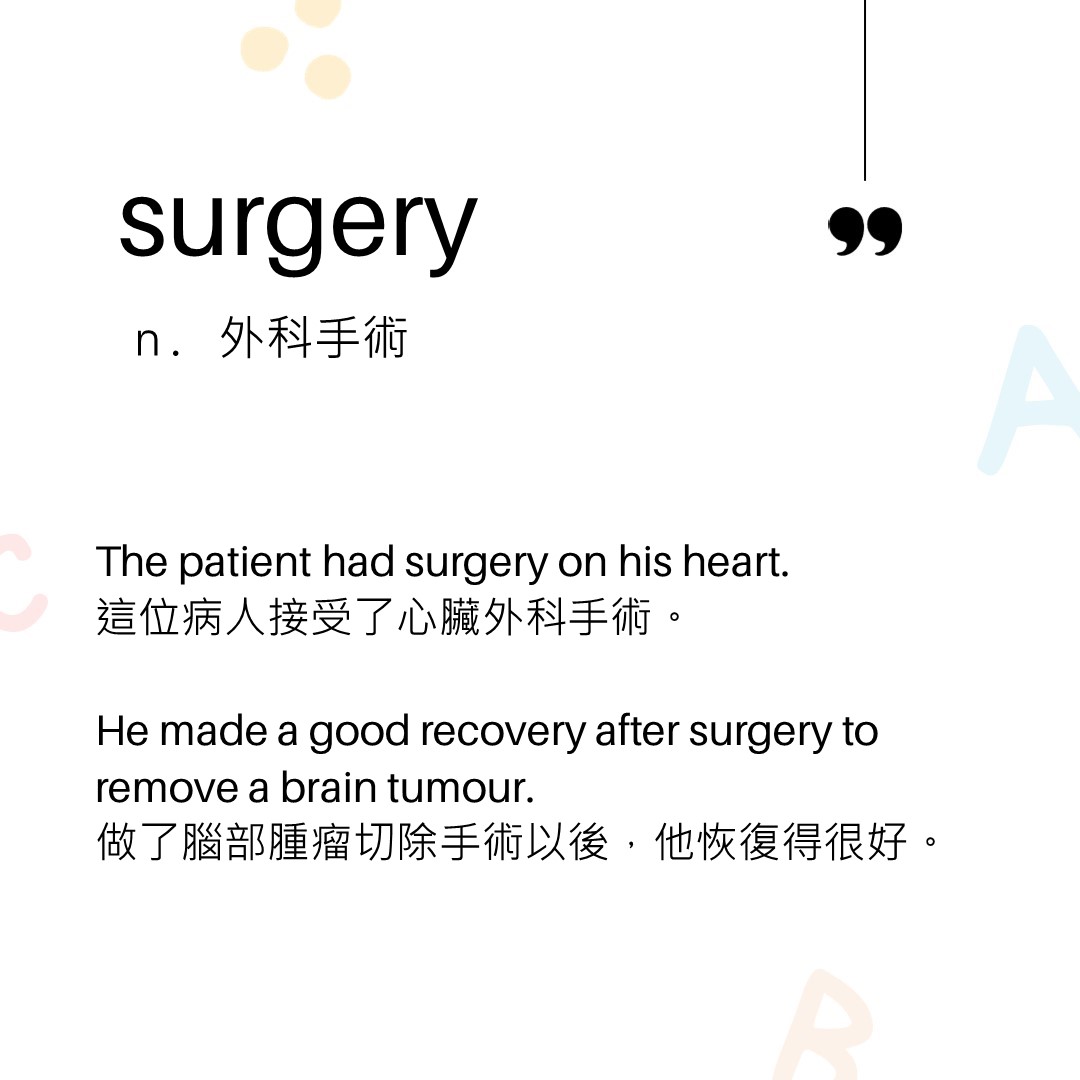 surgery
”
n. 外科手術
A
C
The patient had surgery on his heart.
這位病人接受了心臟外科手術。
He made a good recovery after surgery to
remove a brain tumour.
做了腦部腫瘤切除手術以後，他恢復得很好。
B